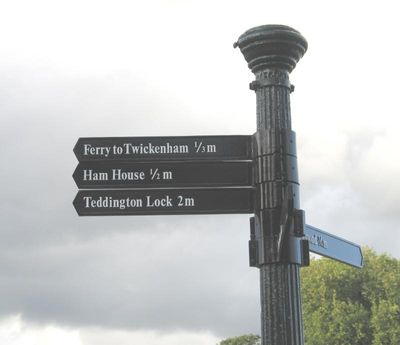 Ferry to Twickenham ⅓ m
Ham House ½ m
Teddington Lock 2 m